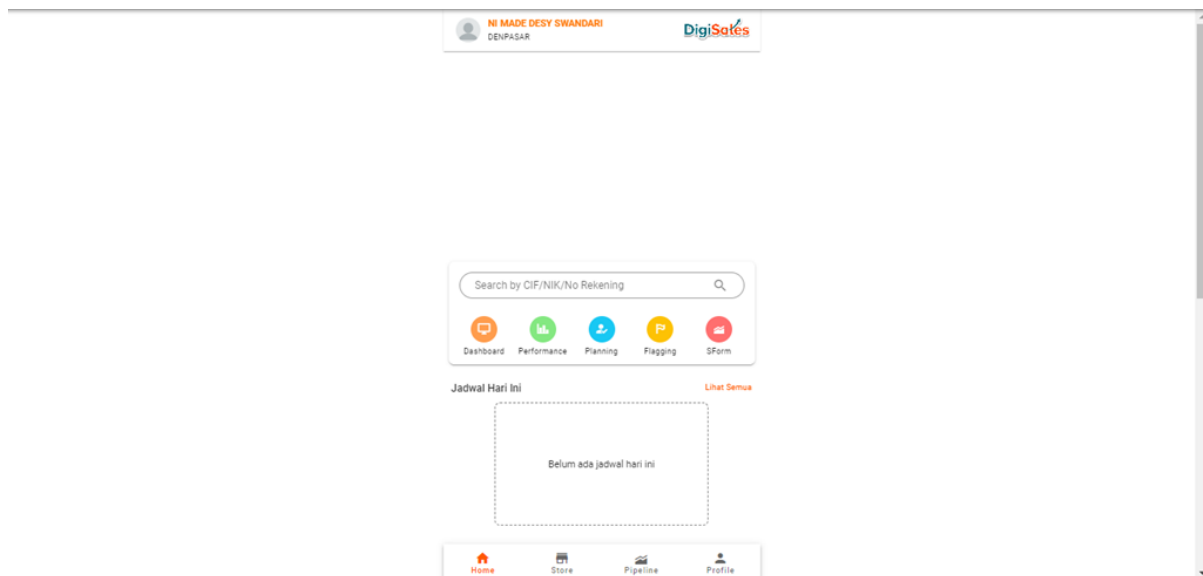 NI MADE DESY SWANDARI
DENPASAR
DigiSales
Search by CIF/NIK/No Rekening
Dashboard Performance Planning Flagging SForm
Jadwal Hari Ini Lihat Semua
Belum ada jadwal hari ini
Home Store Pipeline Profile